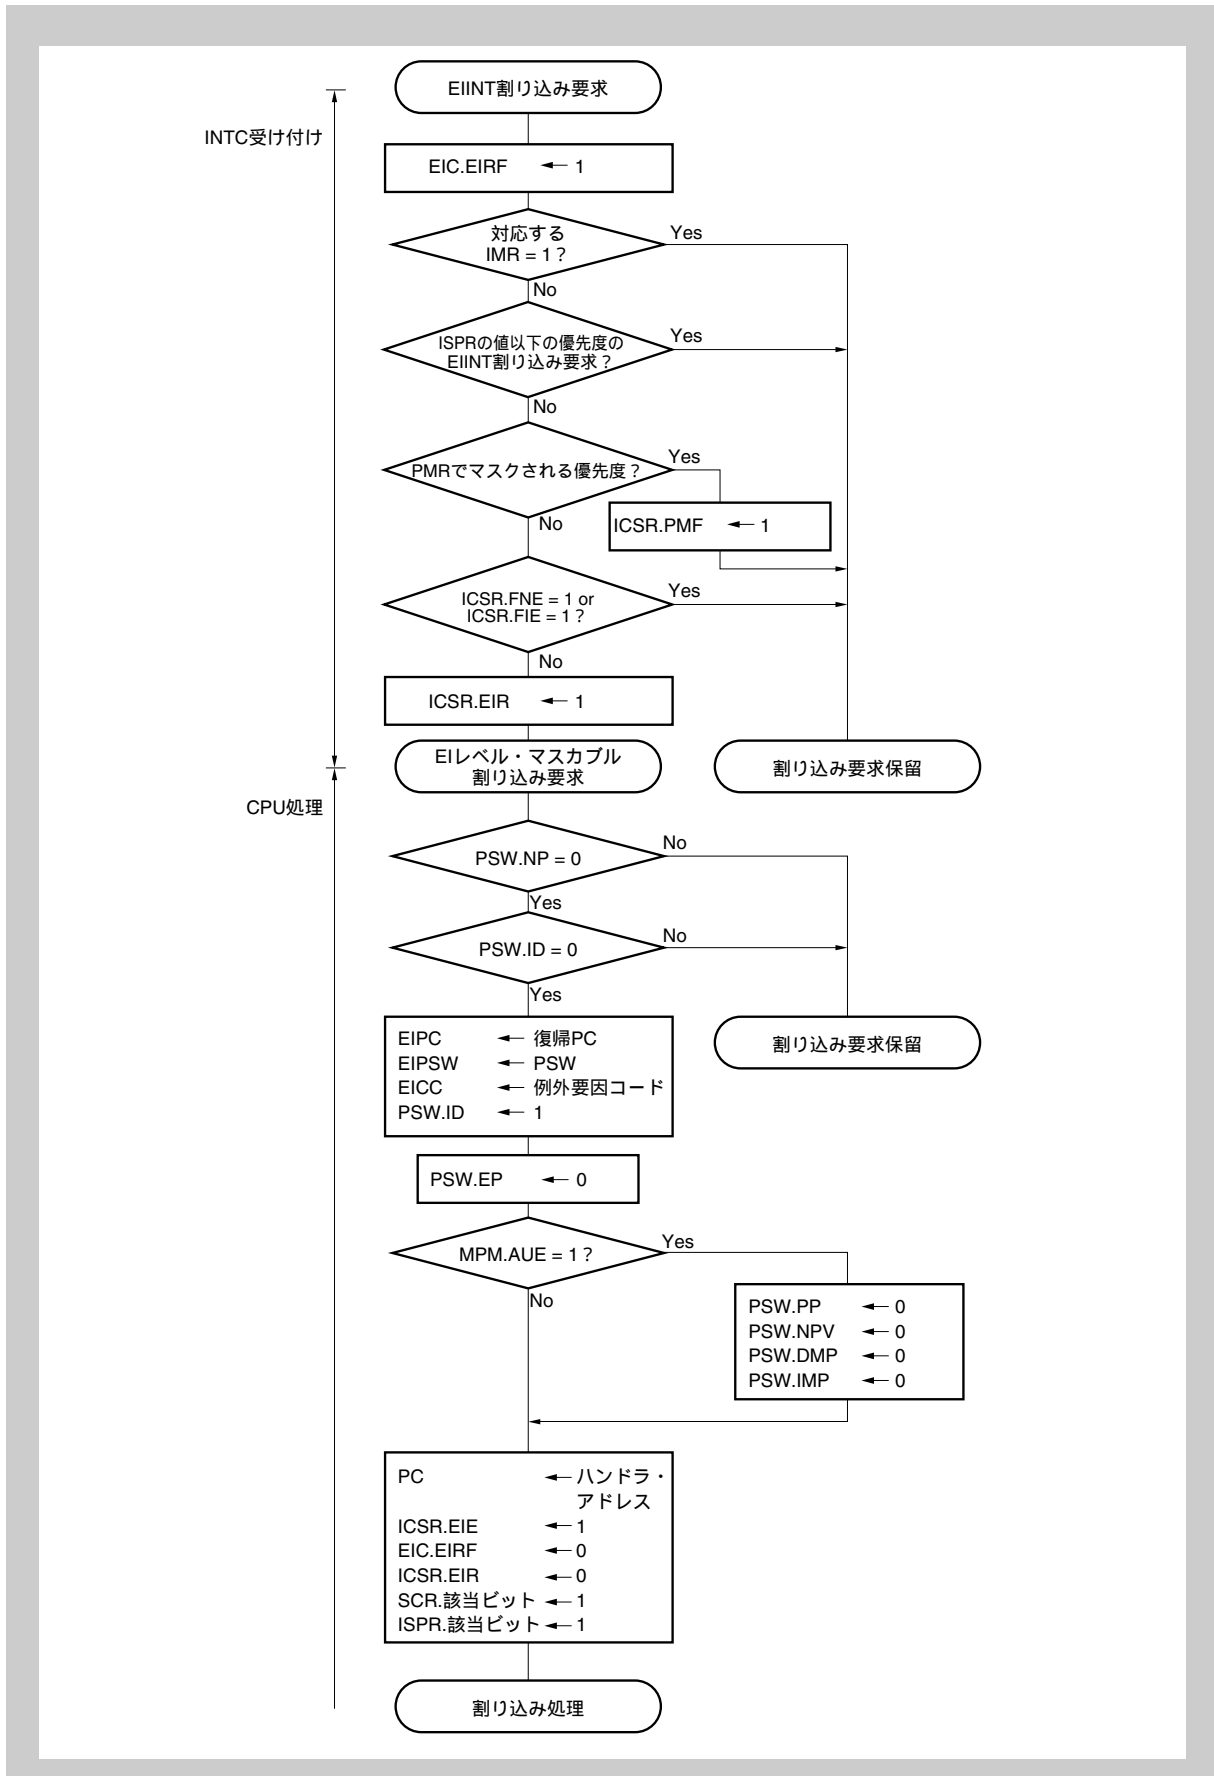 EIINT割り込み要求
INTC受け付け
EIC.EIRF ← 1
対応する
IMR = 1？
Yes
No
ISPRの値以下の優先度の
EIINT割り込み要求？
Yes
No
PMRでマスクされる優先度？
Yes
No
ICSR.PMF ← 1
ICSR.FNE = 1 or
ICSR.FIE = 1？
Yes
No
ICSR.EIR ← 1
EIレベル・マスカブル
割り込み要求
割り込み要求保留
CPU処理
PSW.NP = 0
No
Yes
PSW.ID = 0
No
Yes
EIPC ← 復帰PC
EIPSW ← PSW
EICC ← 例外要因コード
PSW.ID ← 1
割り込み要求保留
PSW.EP ← 0
MPM.AUE = 1？
Yes
No
PSW.PP ← 0
PSW.NPV ← 0
PSW.DMP ← 0
PSW.IMP ← 0
PC ← ハンドラ・
アドレス
ICSR.EIE ← 1
EIC.EIRF ← 0
ICSR.EIR ← 0
SCR.該当ビット ← 1
ISPR.該当ビット ← 1
割り込み処理